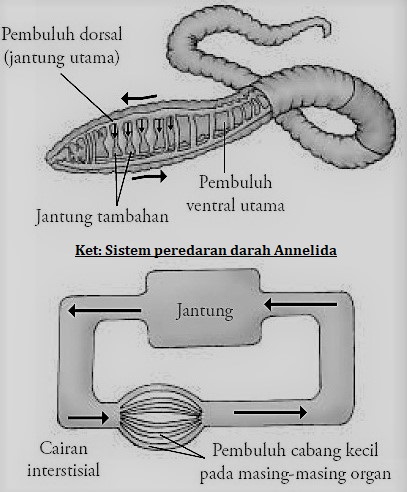 Pembuluh dorsal
(jantung utama)
Pembuluh
ventral utama
Jantung tambahan
Ket: Sistem peredaran darah Annelida
Jantung
Cairan
interstisial
Pembuluh cabang kecil
pada masing-masing organ